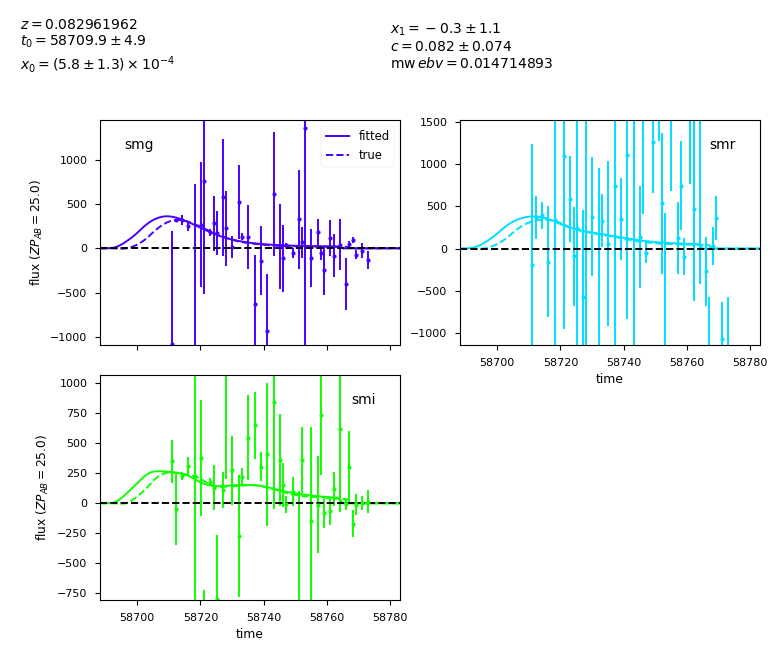 z = 0.082961962
t₀ = 58709.9 ± 4.9
x₀ = (5.8 ± 1.3) × 10⁻⁴
x₁ = −0.3 ± 1.1
c = 0.082 ± 0.074
mw ebv = 0.014714893
smg
fitted
true
1000
500
0
−500
−1000
flux (ZP_AB = 25.0)
smr
1500
1000
500
0
−500
−1000
58700 58720 58740 58760 58780
time
smi
1000
750
500
250
0
−250
−500
−750
flux (ZP_AB = 25.0)
58700 58720 58740 58760 58780
time